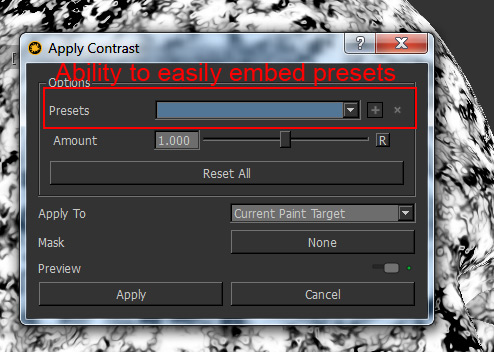 Apply Contrast
?
Ability to easily embed presets
Options
Presets
Amount 1.000 R
Reset All
Apply To Current Paint Target
Mask None
Preview
Apply Cancel